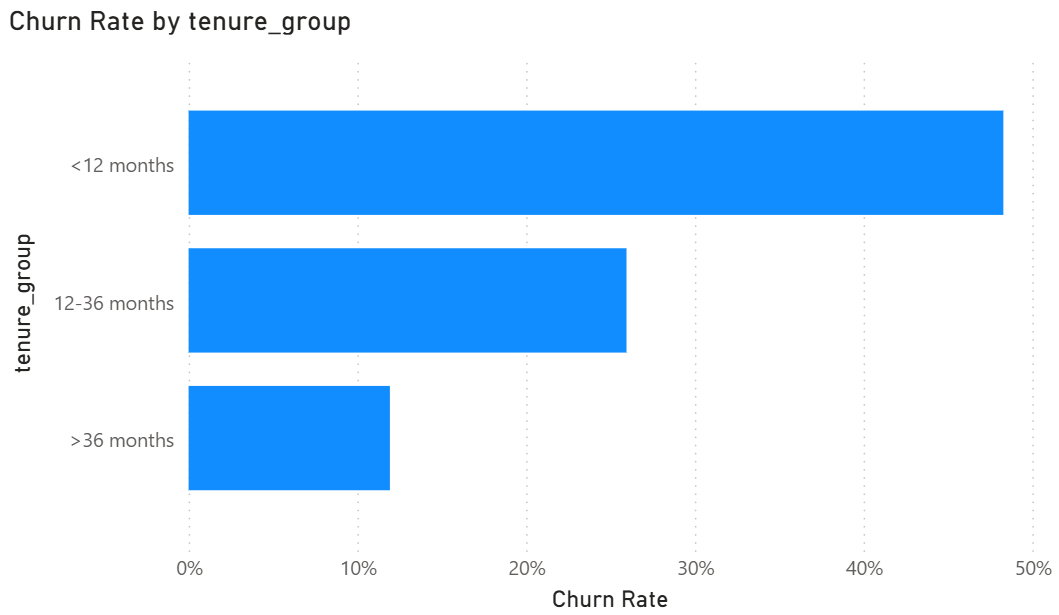 Churn Rate by tenure_group
tenure_group
<12 months
12-36 months
>36 months
0% 10% 20% 30% 40% 50%
Churn Rate